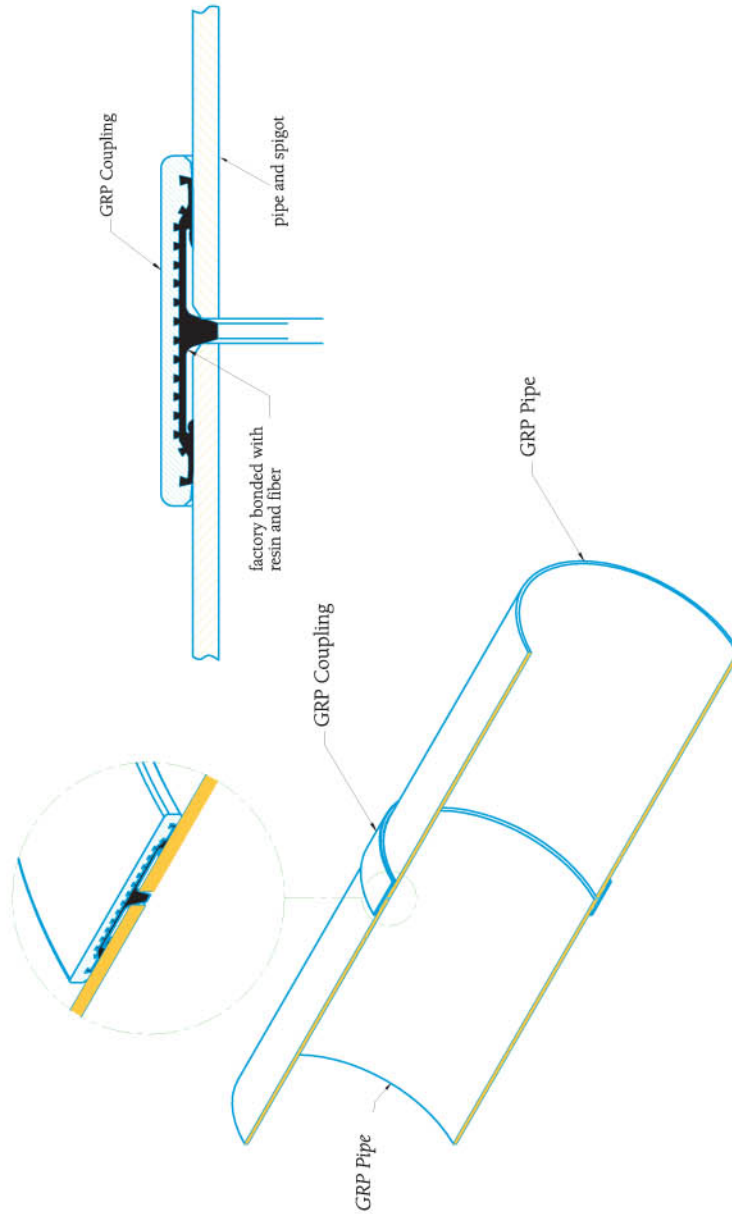 GRP Coupling
pipe and spigot
factory bonded with
resin and fiber
GRP Pipe
GRP Coupling
GRP Pipe